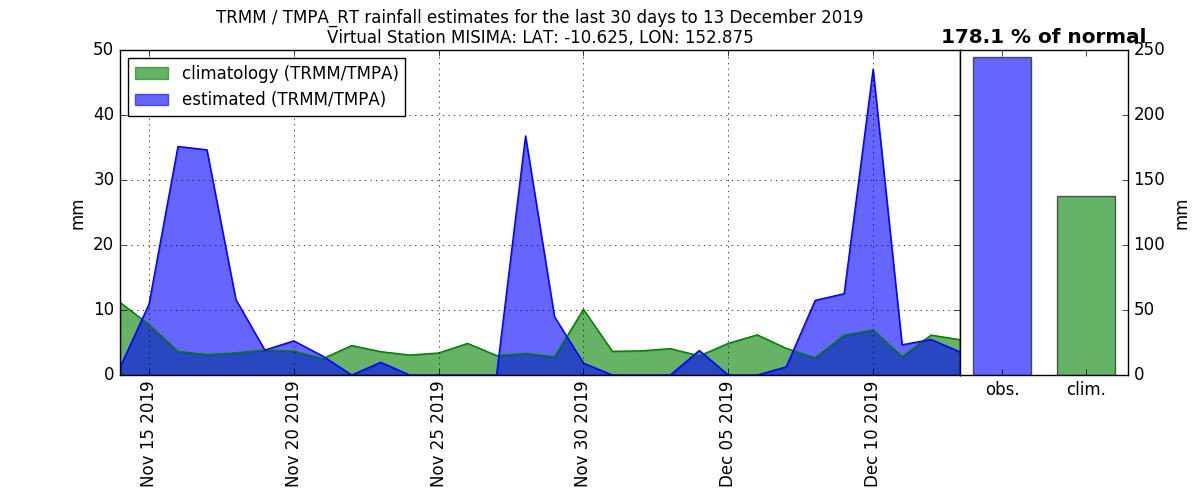 TRMM / TMPA_RT rainfall estimates for the last 30 days to 13 December 2019
Virtual Station MISIMA: LAT: -10.625, LON: 152.875
178.1 % of normal
climatology (TRMM/TMPA)
estimated (TRMM/TMPA)
50
40
30
20
10
0
mm
250
200
150
100
50
0
mm
Nov 15 2019
Nov 20 2019
Nov 25 2019
Nov 30 2019
Dec 05 2019
Dec 10 2019
obs.
clim.